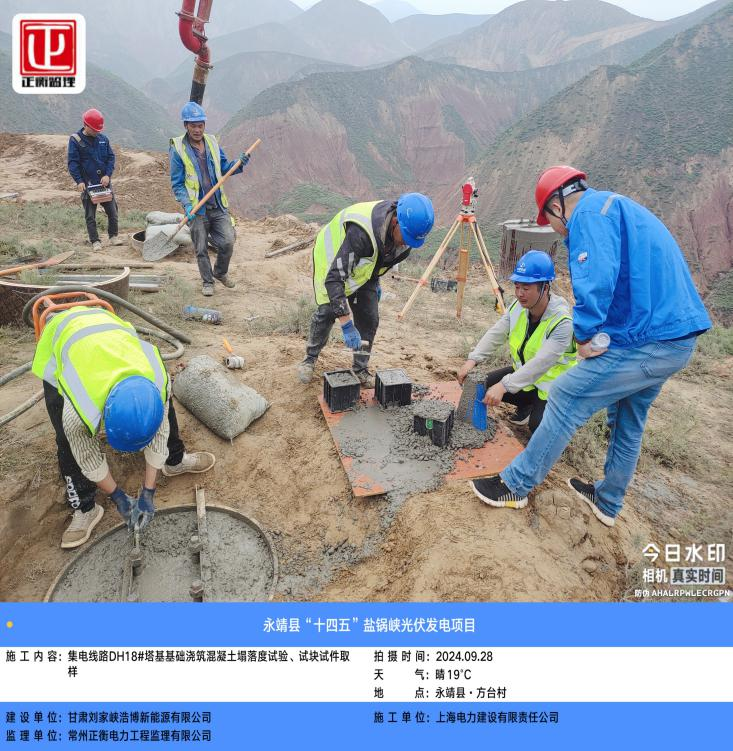 正衡监理
今日水印
相机 真实时间
防伪 AHALRPWLECRGPN
永靖县“十四五”盐锅峡光伏发电项目
施工内容：集电线路DH18#塔基基础浇筑混凝土塌落度试验、试块试件取
样
拍摄时间：2024.09.28
天　　气：晴 19℃
地　　点：永靖县·方台村
建设单位：甘肃刘家峡浩博新能源有限公司
施工单位：上海电力建设有限责任公司
监理单位：常州正衡电力工程监理有限公司